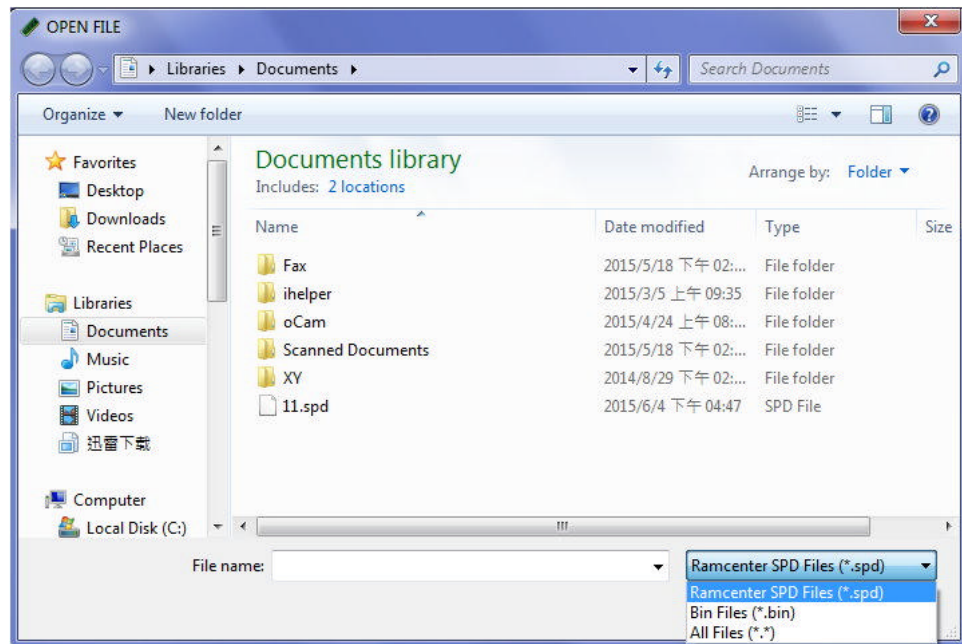 OPEN FILE
Libraries Documents
Search Documents
Organize New folder
Favorites
Desktop
Downloads
Recent Places
Libraries
Documents
Music
Pictures
Videos
迅雷下載
Computer
Local Disk (C:)
Documents library
Includes: 2 locations
Arrange by: Folder
Name Date modified Type Size
Fax 2015/5/18 下午 02:... File folder
ihelper 2015/3/5 上午 09:35 File folder
oCam 2015/4/24 上午 08:... File folder
Scanned Documents 2015/5/18 下午 02:... File folder
XY 2014/8/29 下午 02:... File folder
11.spd 2015/6/4 下午 04:47 SPD File
File name:
Ramcenter SPD Files (*.spd)
Ramcenter SPD Files (*.spd)
Bin Files (*.bin)
All Files (*.*)